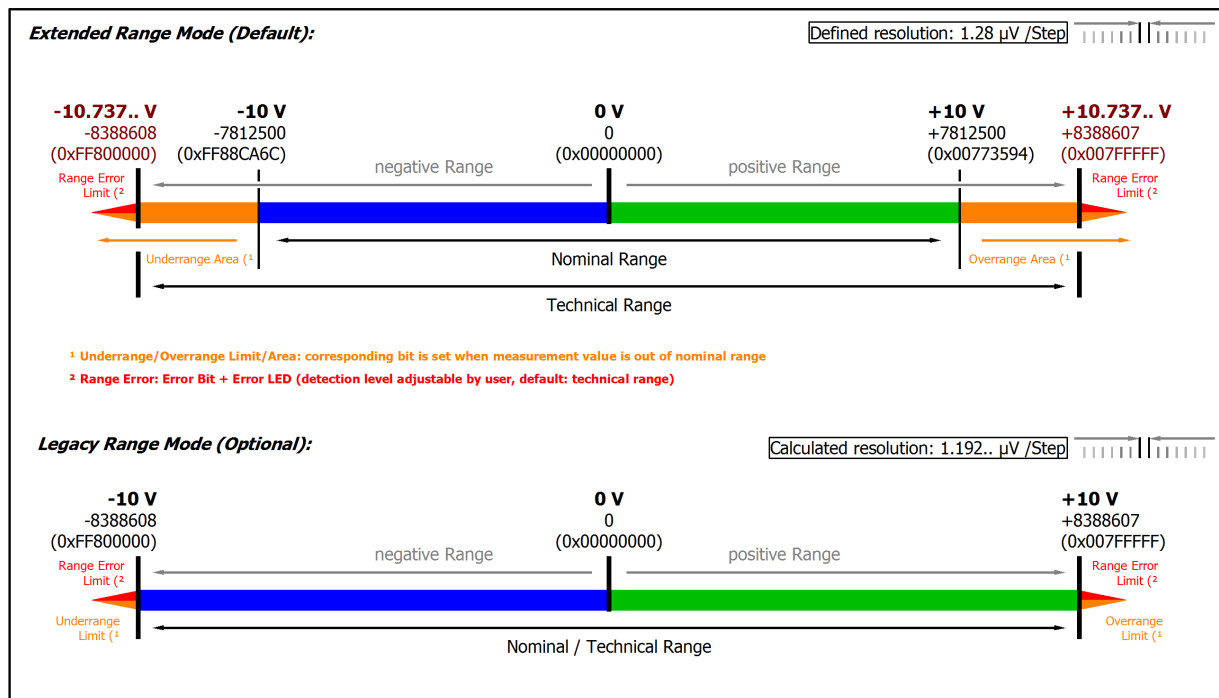 Extended Range Mode (Default):
Defined resolution: 1.28 µV /Step
-10.737.. V
-10 V
0 V
+10 V
+10.737.. V
-8388608
-7812500
0
+7812500
+8388607
(0xFF800000)
(0xFF88CA6C)
(0x00000000)
(0x00773594)
(0x007FFFFF)
negative Range
positive Range
Range Error
Limit (²
Range Error
Limit (²
Underrange Area (¹
Nominal Range
Overrange Area (¹
Technical Range
¹ Underrange/Overrange Limit/Area: corresponding bit is set when measurement value is out of nominal range
² Range Error: Error Bit + Error LED (detection level adjustable by user, default: technical range)
Legacy Range Mode (Optional):
Calculated resolution: 1.192.. µV /Step
-10 V
0 V
+10 V
-8388608
0
+8388607
(0xFF800000)
(0x00000000)
(0x007FFFFF)
negative Range
positive Range
Range Error
Limit (²
Range Error
Limit (²
Underrange
Limit (¹
Overrange
Limit (¹
Nominal / Technical Range